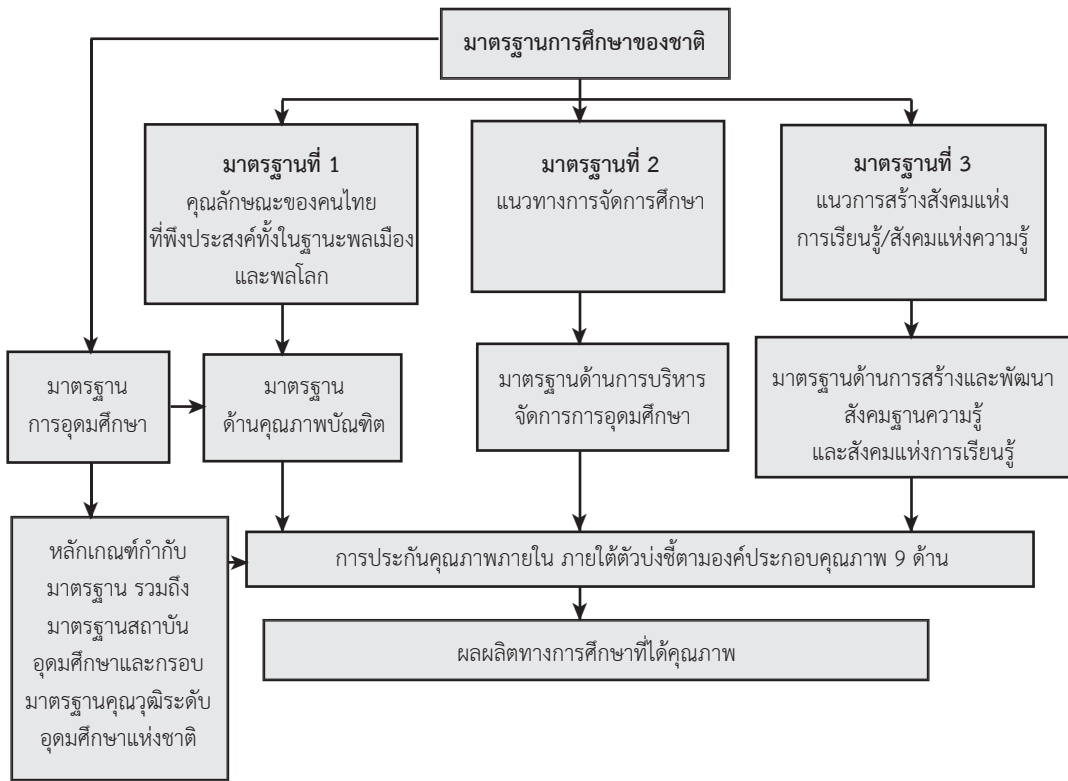 มาตรฐานการศึกษาของชาติ
มาตรฐานที่ 1
คุณลักษณะของคนไทย
ที่พึงประสงค์ทั้งในฐานะพลเมือง
และพลโลก
มาตรฐานที่ 2
แนวทางการจัดการศึกษา
มาตรฐานที่ 3
แนวการสร้างสังคมแห่ง
การเรียนรู้/สังคมแห่งความรู้
มาตรฐาน
การอุดมศึกษา
มาตรฐาน
ด้านคุณภาพบัณฑิต
มาตรฐานด้านการบริหาร
จัดการการอุดมศึกษา
มาตรฐานด้านการสร้างและพัฒนา
สังคมฐานความรู้
และสังคมแห่งการเรียนรู้
หลักเกณฑ์กำกับ
มาตรฐาน รวมถึง
มาตรฐานสถาบัน
อุดมศึกษาและกรอบ
มาตรฐานคุณวุฒิระดับ
อุดมศึกษาแห่งชาติ
การประกันคุณภาพภายใน ภายใต้ตัวบ่งชี้ตามองค์ประกอบคุณภาพ 9 ด้าน
ผลผลิตทางการศึกษาที่ได้คุณภาพ